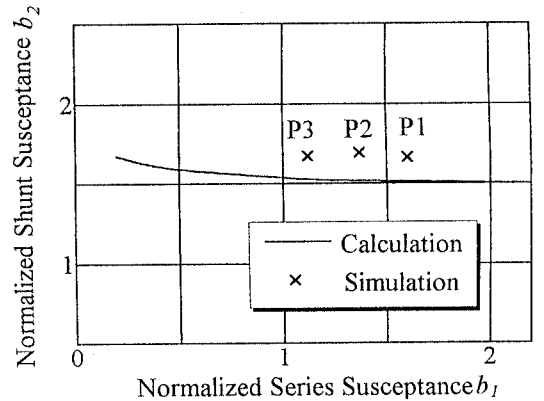 Normalized Shunt Susceptance b2
2
1
P3 P2 P1
Calculation
Simulation
0 1 2
Normalized Series Susceptance b1